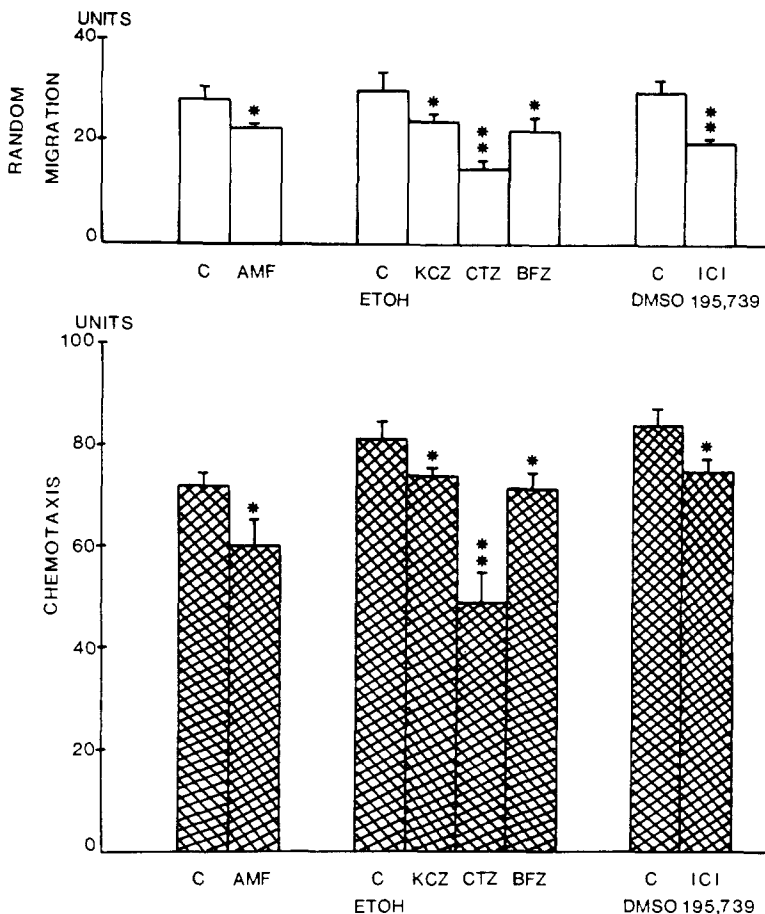 UNITS
40
20
0
RANDOM
MIGRATION
*
*
**
*
**
C AMF C KCZ CTZ BFZ C ICI
ETOH DMSO 195,739
UNITS
100
80
60
40
20
0
CHEMOTAXIS
*
*
**
*
*
C AMF C KCZ CTZ BFZ C ICI
ETOH DMSO 195,739